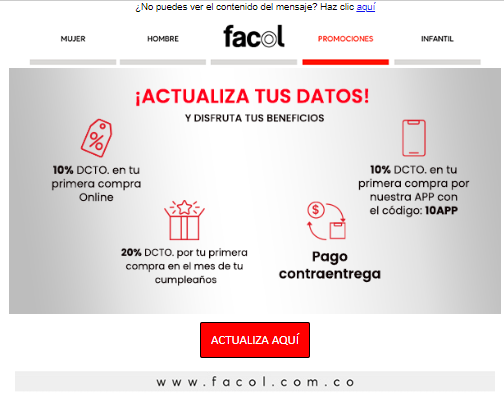 ¿No puedes ver el contenido del mensaje? Haz clic aquí
MUJER
HOMBRE
facol
PROMOCIONES
INFANTIL
¡ACTUALIZA TUS DATOS!
Y DISFRUTA TUS BENEFICIOS
10% DCTO. en tu
primera compra
Online
10% DCTO. en tu
primera compra por
nuestra APP con
el código: 10APP
20% DCTO. por tu primera
compra en el mes de tu
cumpleaños
Pago
contraentrega
ACTUALIZA AQUÍ
www.facol.com.co